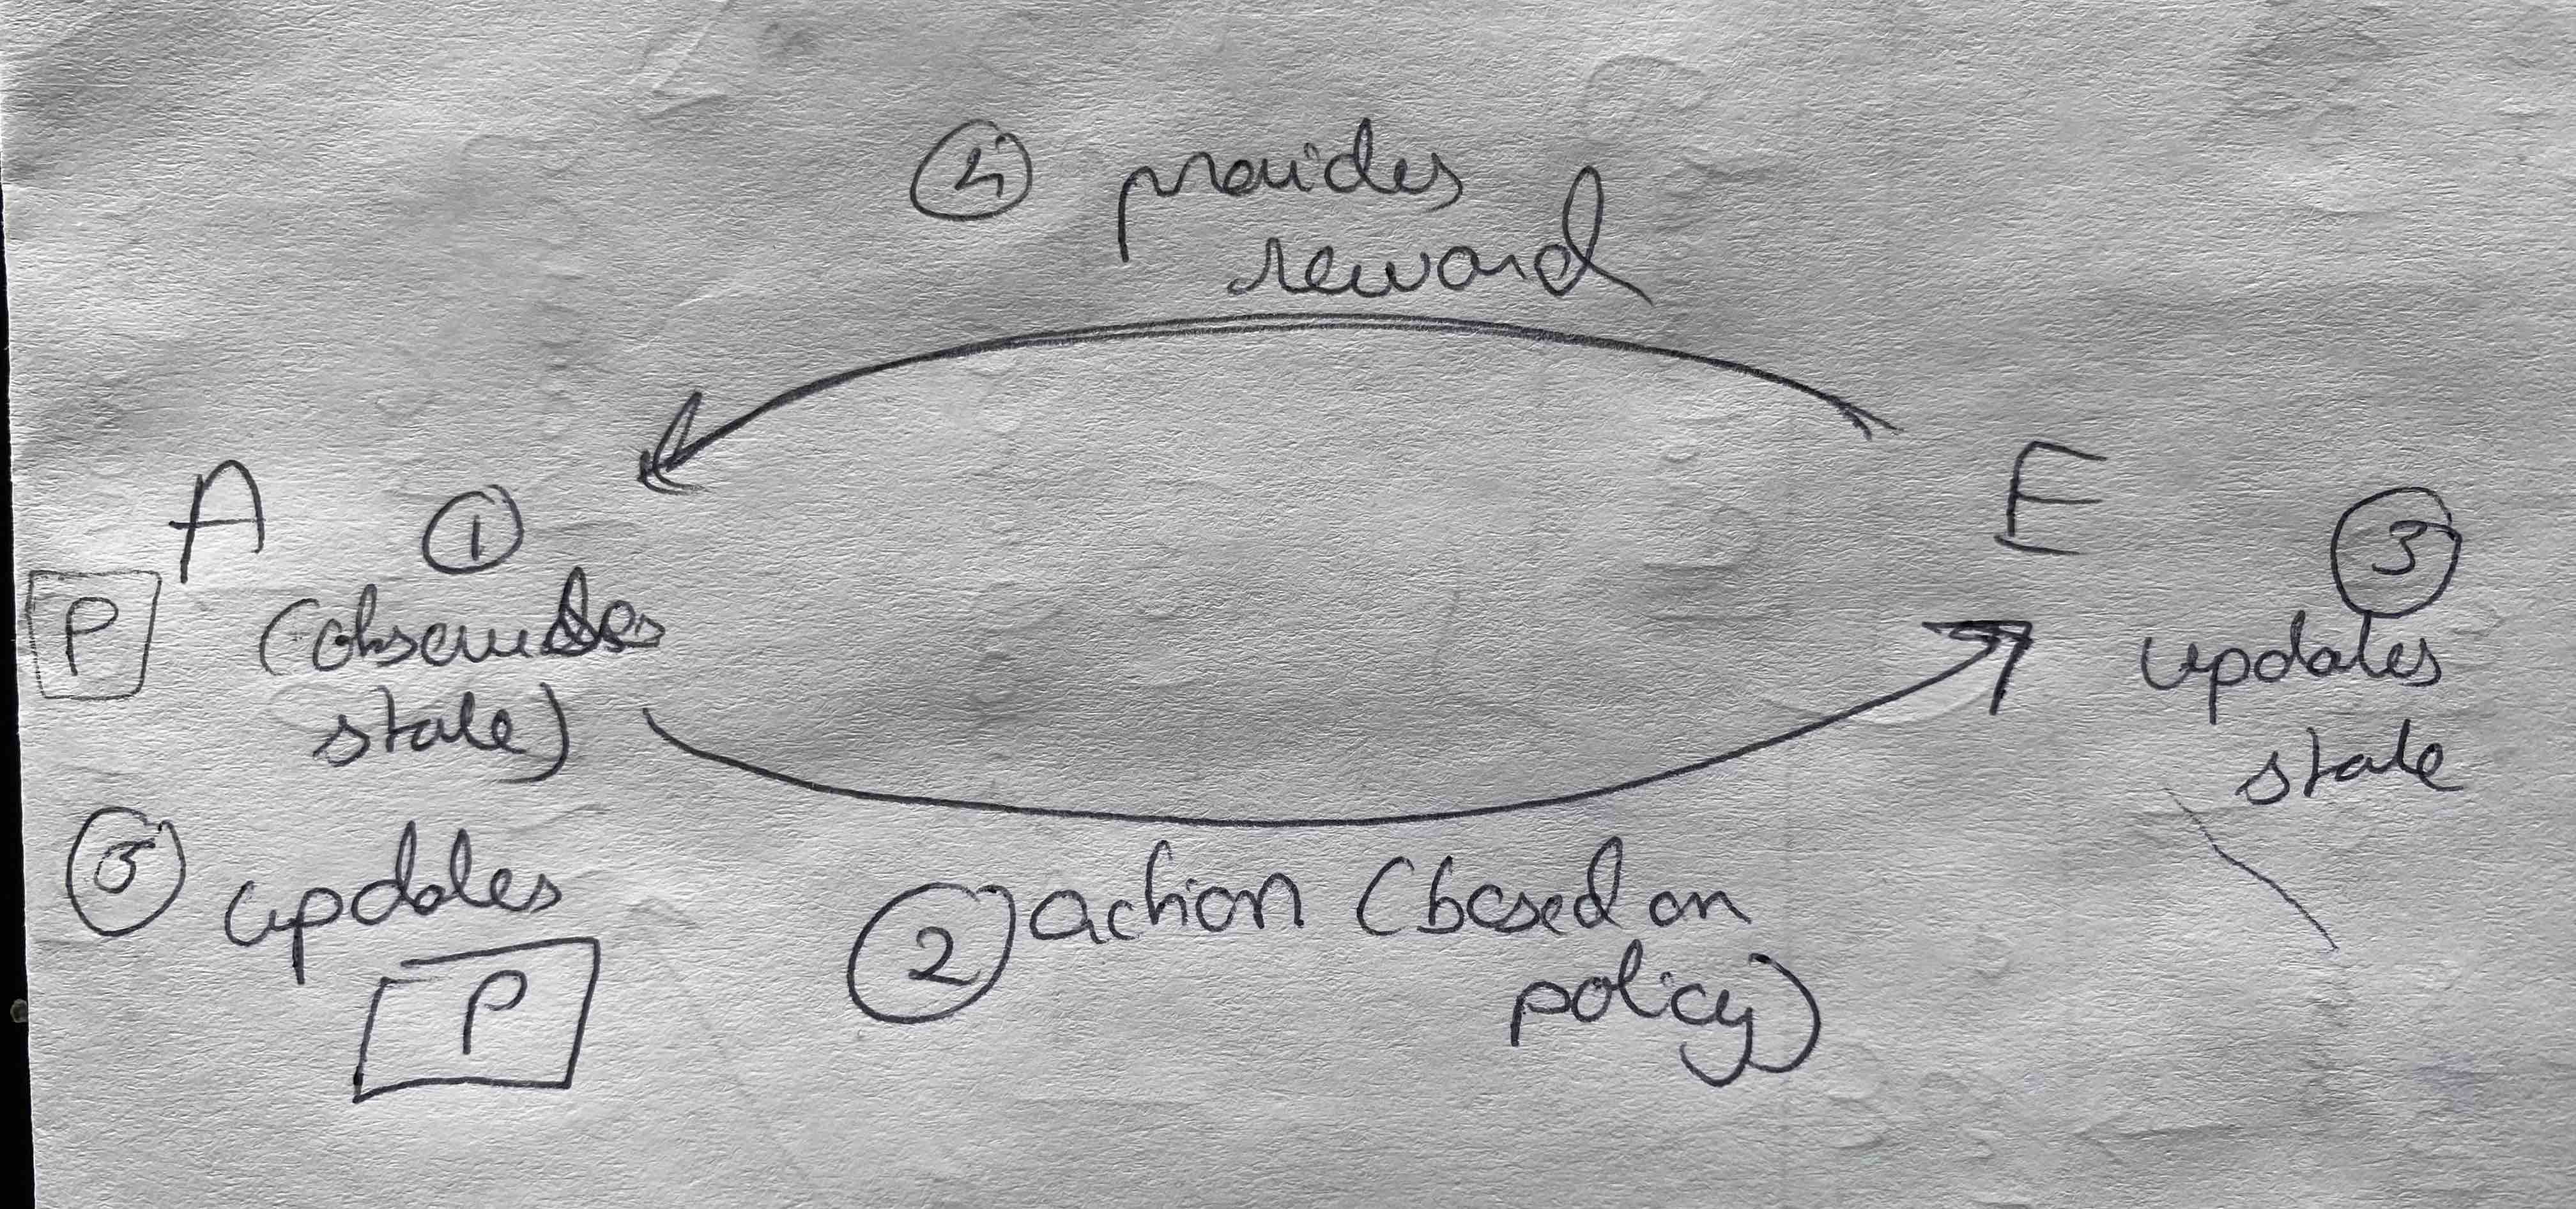 ④ provides
reward
A ①
E ③
P (observes
state)
updates
state
⑤ updates
P
② action (based on
policy)